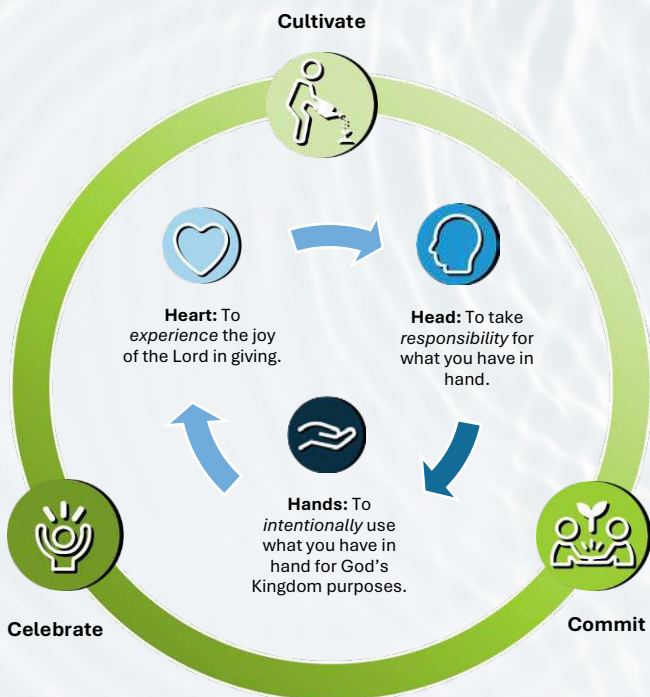 Cultivate
Heart: To
experience the joy
of the Lord in giving.
Head: To take
responsibility for
what you have in
hand.
Hands: To
intentionally use
what you have in
hand for God's
Kingdom purposes.
Celebrate
Commit